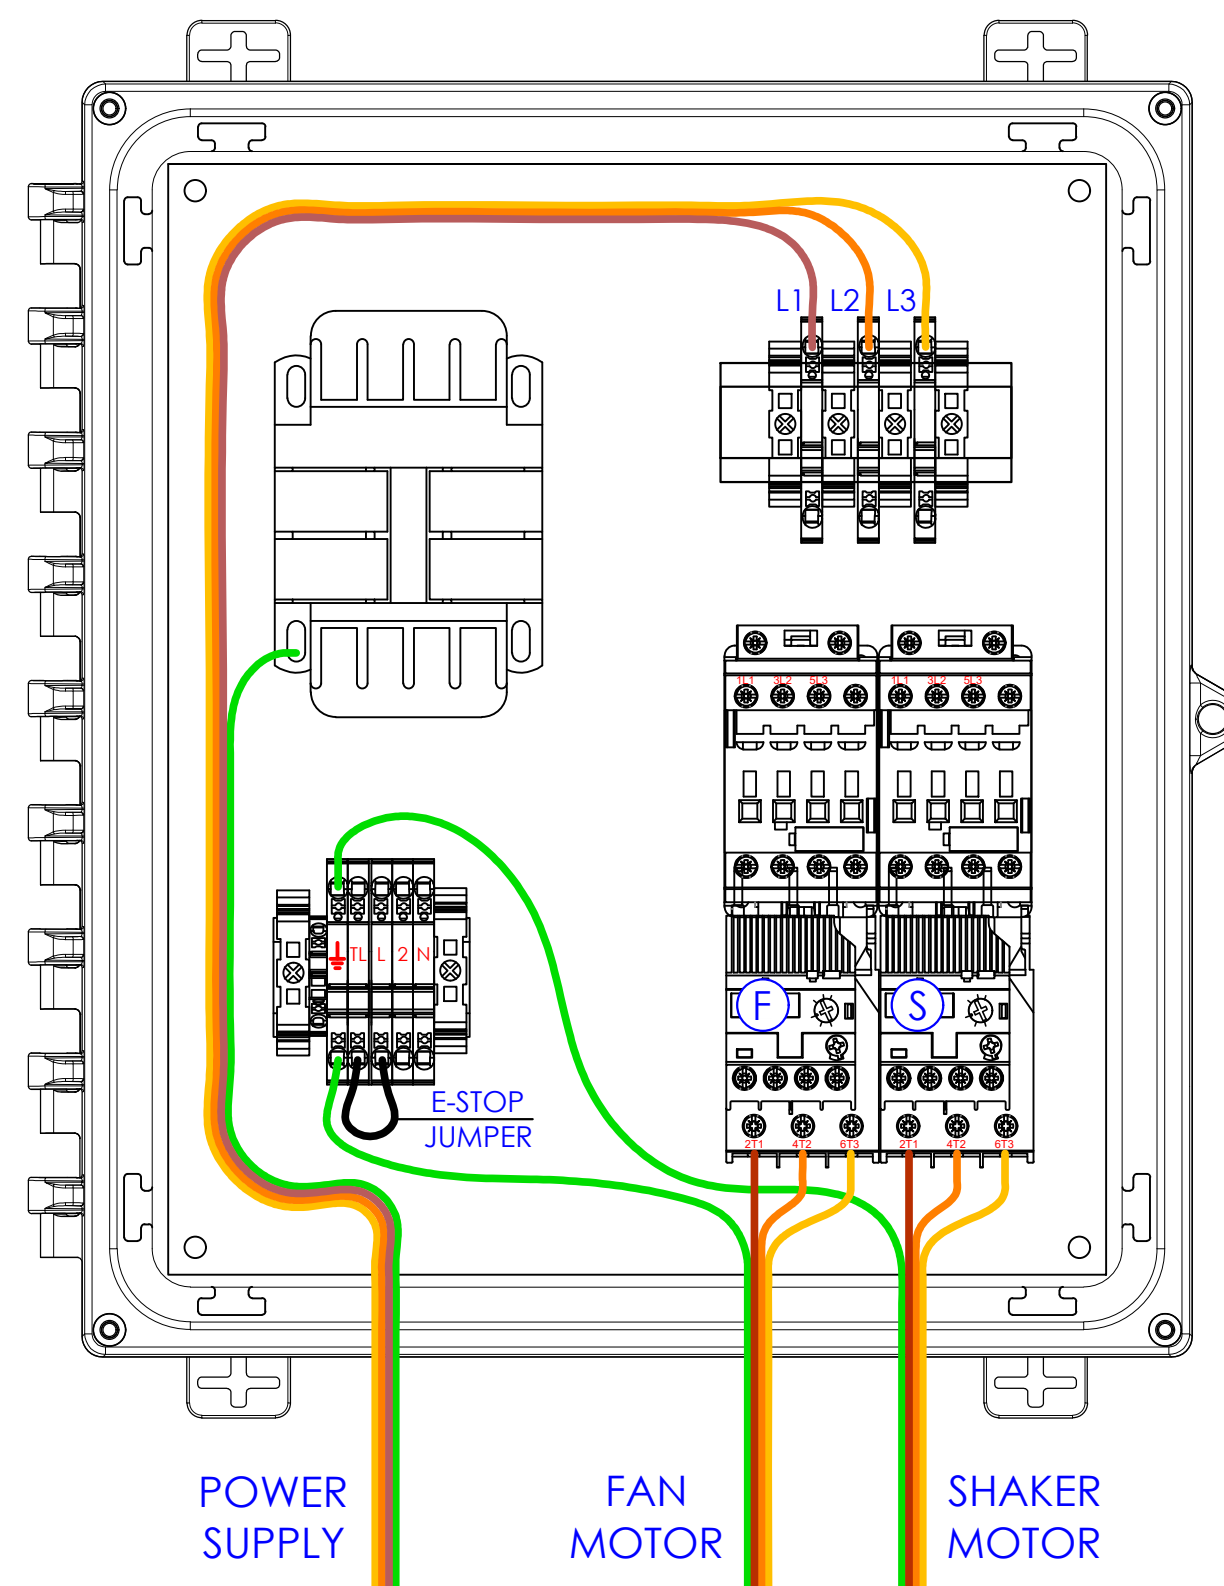 L1 L2 L3
1L1 3L2 5L3 1L1 3L2 5L3
TL L 2 N
F S
E-STOP
JUMPER
2T1 4T2 6T3 2T1 4T2 6T3
POWER
SUPPLY
FAN
MOTOR
SHAKER
MOTOR